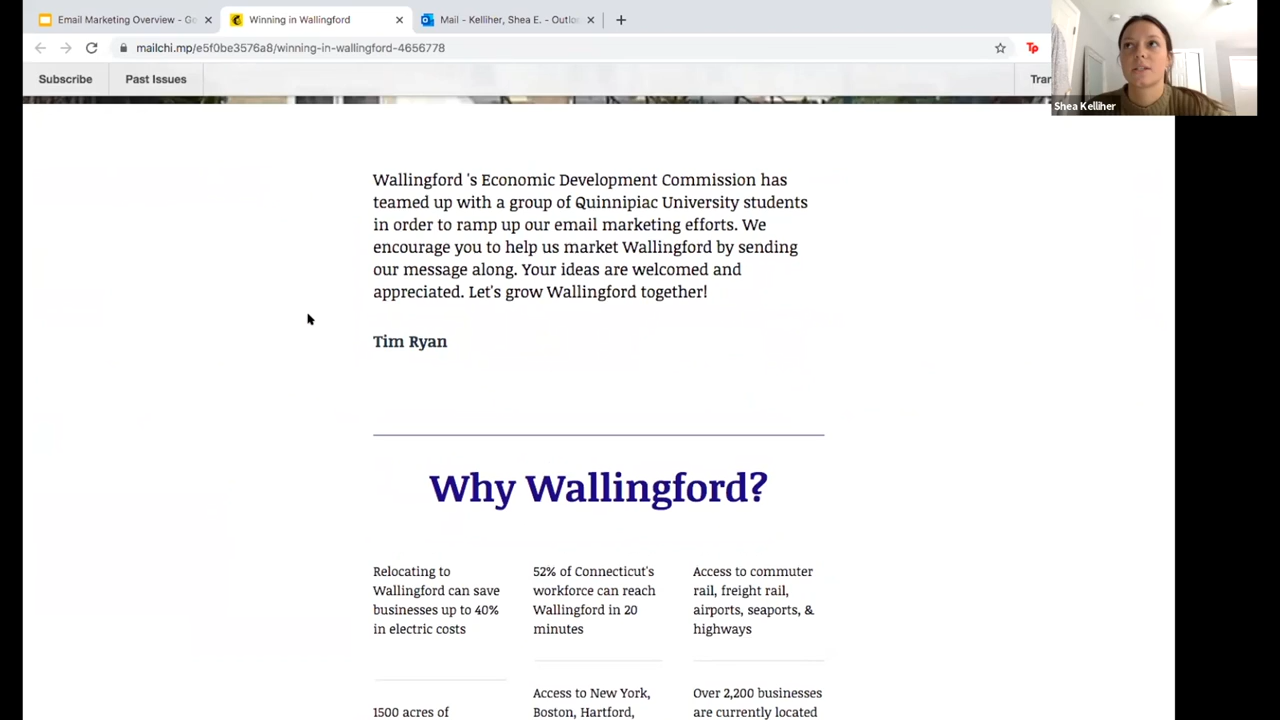 Email Marketing Overview - Go
Winning in Wallingford
Mail - Kelliher, Shea E. - Outlo
mailchi.mp/e5f0be3576a8/winning-in-wallingford-4656778
Tp
Subscribe
Past Issues
Tran
Shea Kelliher
Wallingford 's Economic Development Commission has
teamed up with a group of Quinnipiac University students
in order to ramp up our email marketing efforts. We
encourage you to help us market Wallingford by sending
our message along. Your ideas are welcomed and
appreciated. Let's grow Wallingford together!
Tim Ryan
Why Wallingford?
Relocating to
Wallingford can save
businesses up to 40%
in electric costs
52% of Connecticut's
workforce can reach
Wallingford in 20
minutes
Access to commuter
rail, freight rail,
airports, seaports, &
highways
1500 acres of
Access to New York,
Boston, Hartford,
Over 2,200 businesses
are currently located